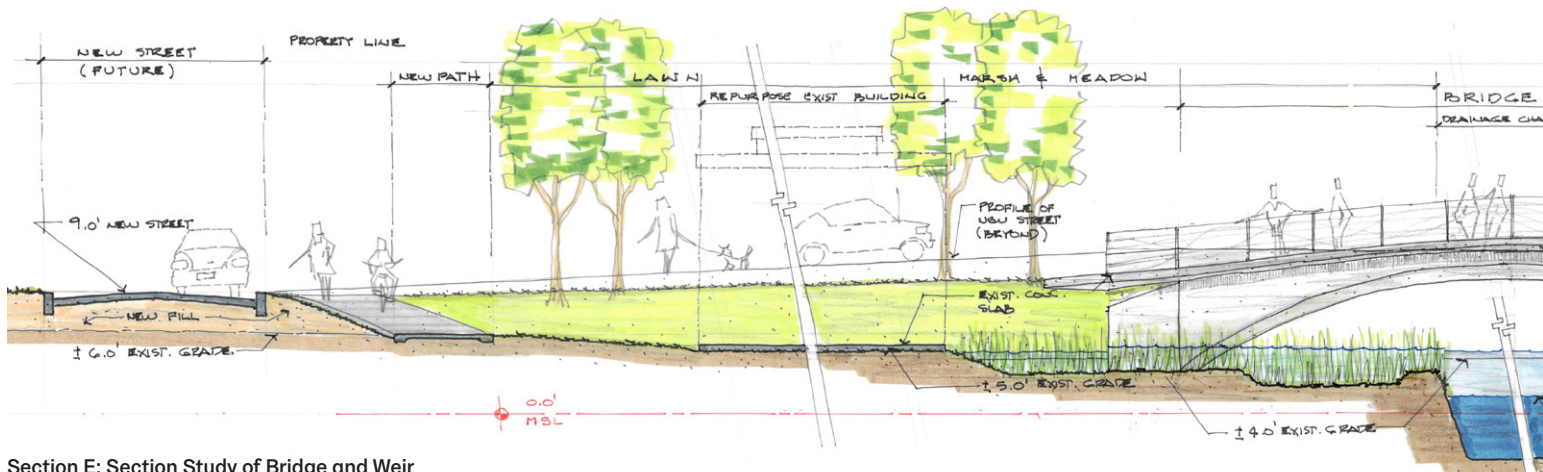 NEW STREET
(FUTURE)
PROPERTY LINE
NEW PATH
LAWN
REPURPOSE EXIST BUILDING
MARSH & MEADOW
BRIDGE
DRAINAGE CHA
9.0' NEW STREET
PROFILE OF
NEW STREET
(BEYOND)
EXIST. CONC.
SLAB
NEW FILL
± 6.0' EXIST. GRADE
± 5.0' EXIST. GRADE
0.0'
MSL
± 4.0' EXIST. GRADE
Section E: Section Study of Bridge and Weir